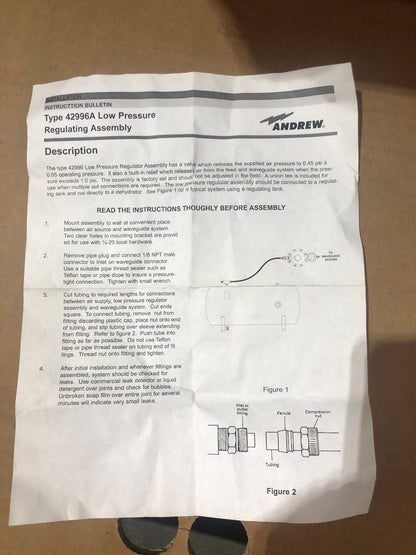 INSTALLATION
INSTRUCTTION BULLETIN
Type 42996A Low Pressure
Regulating Assembly
ANDREW.
Description
The type 42996 Low Pressure Regulator Assembly has a valve which reduces the supplied air pressure to 0.45 psi ±
0.05 operating pressure. It also a built-in relief which releases air from the feed and waveguide system when the pres-
sure exceeds 1.0 psi. The assembly is factory set and should not be adjusted in the field. A union tee is included for
use when multiple out connections are required. The low pressure regulator assembly should be connected to a regulat-
ing tank and not directly to a dehydrator. See Figure 1 for a typical system using a regulating tank.
READ THE INSTRUCTIONS THOUGHLY BEFORE ASSEMBLY
1. Mount assembly to wall at convenient place
between air source and waveguide system.
Two clear holes in mounting bracket are provid
ed for use with ¼-20 local hardware.
2. Remove pipe plug and connect 1/8 NPT male
connector to inlet on waveguide connector.
Use a suitable pipe thread sealer such as
Teflon tape or pipe dope to insure a pressure-
tight connection. Tighten with small wrench.
TO
WAVEGUIDE
SYSTEM
3. Cut tubing to required lengths for connections
between air supply, low pressure regulator
assembly and waveguide system. Cut ends
square. To connect tubing, remove nut from
fitting discarding plastic cap, place nut onto end
of tubing, and slip tubing over sleeve extending
from fitting. Refer to figure 2. Push tube into
fitting as far as possible. Do not use Teflon
tape or pipe thread sealer on tubing end of fit
tings. Thread nut onto fitting and tighten.
4. After initial installation and whenever fittings are
assembled, system should be checked for
leaks. Use commercial leak detector or liquid
detergent over joints and check for bubbles.
Unbroken soap film over entire joint for several
minutes will indicate very small leaks.
Figure 1
Inlet or
outlet
fitting
Ferrule
Compression
nut
Tubing
Figure 2